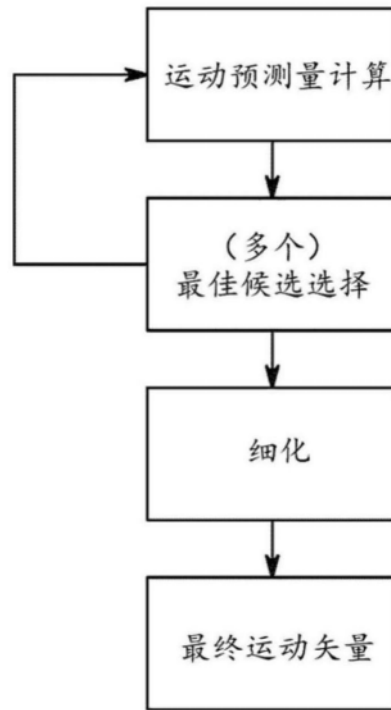 运动预测量计算
（多个）
最佳候选选择
细化
最终运动矢量